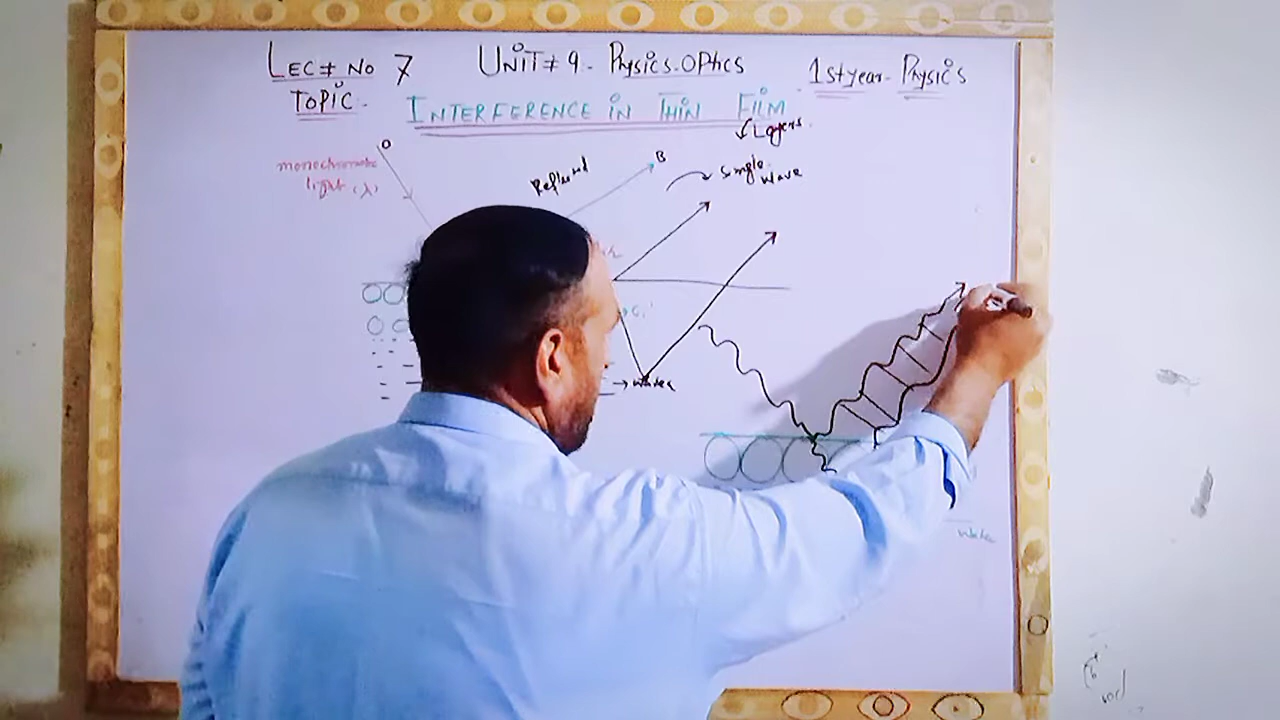 LEC # NO 7 UNIT # 9 - PHYSICS-OPTICS 1st year - PHYSICS
TOPIC - INTERFERENCE IN THIN FILM
Layers.
O
monochromatic
light (λ)
Reflected
B
Single
wave
water
water